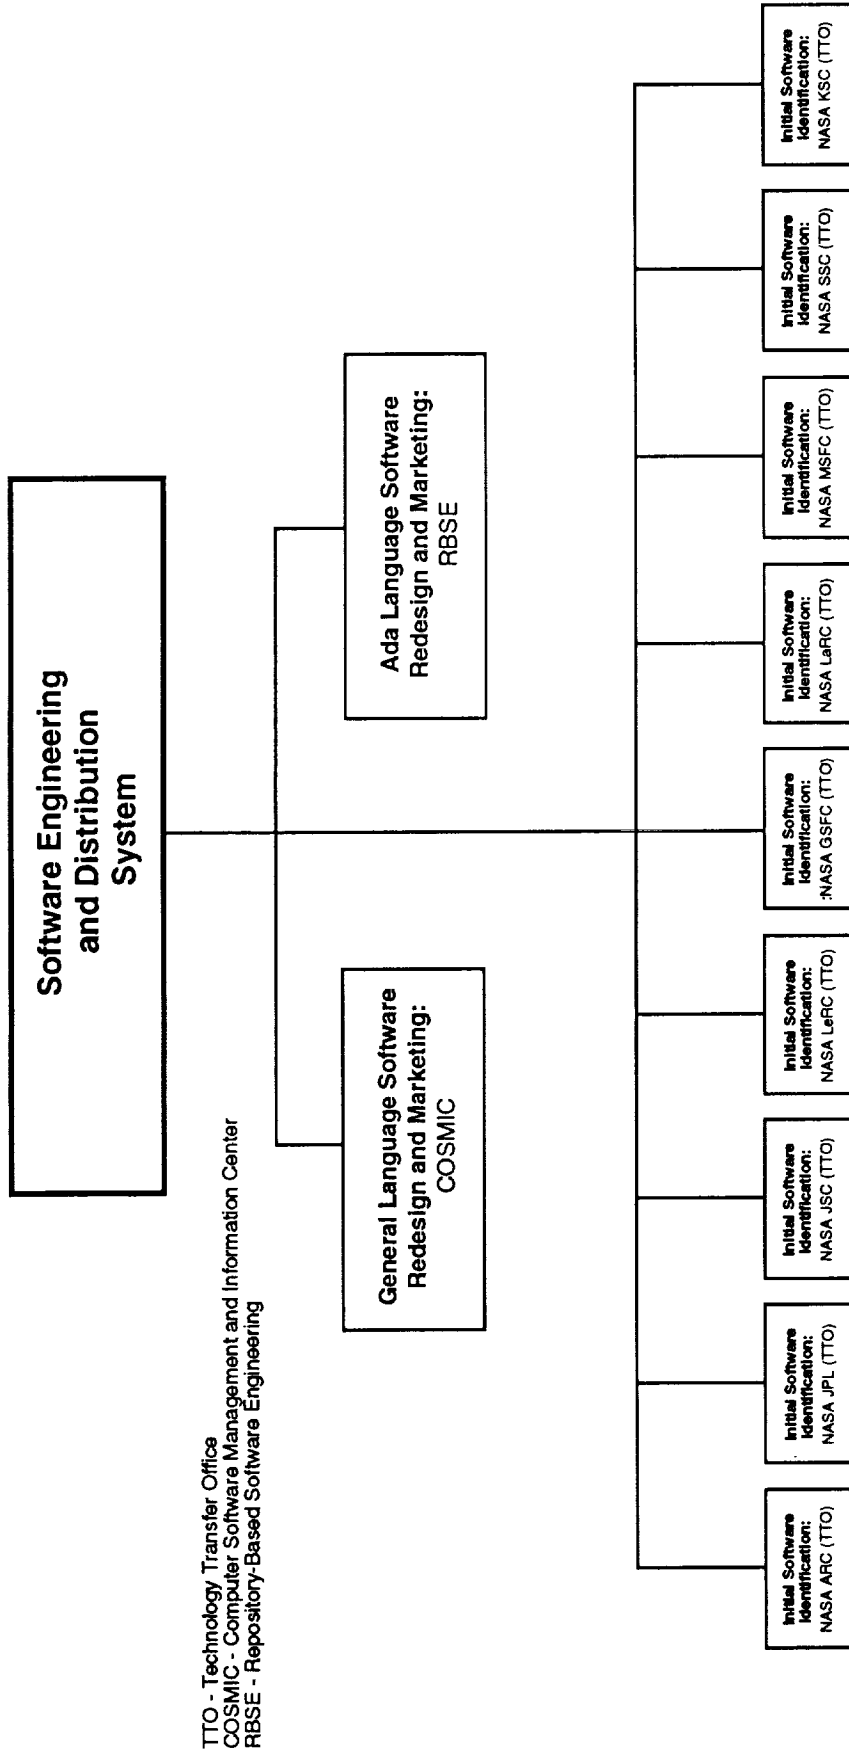 Software Engineering
and Distribution
System
TTO - Technology Transfer Office
COSMIC - Computer Software Management and Information Center
RBSE - Repository-Based Software Engineering
General Language Software
Redesign and Marketing:
COSMIC
Ada Language Software
Redesign and Marketing:
RBSE
Initial Software
Identification:
NASA ARC (TTO)
Initial Software
Identification:
NASA JPL (TTO)
Initial Software
Identification:
NASA JSC (TTO)
Initial Software
Identification:
NASA LeRC (TTO)
Initial Software
Identification:
:NASA GSFC (TTO)
Initial Software
Identification:
NASA LaRC (TTO)
Initial Software
Identification:
NASA MSFC (TTO)
Initial Software
Identification:
NASA SSC (TTO)
Initial Software
Identification:
NASA KSC (TTO)